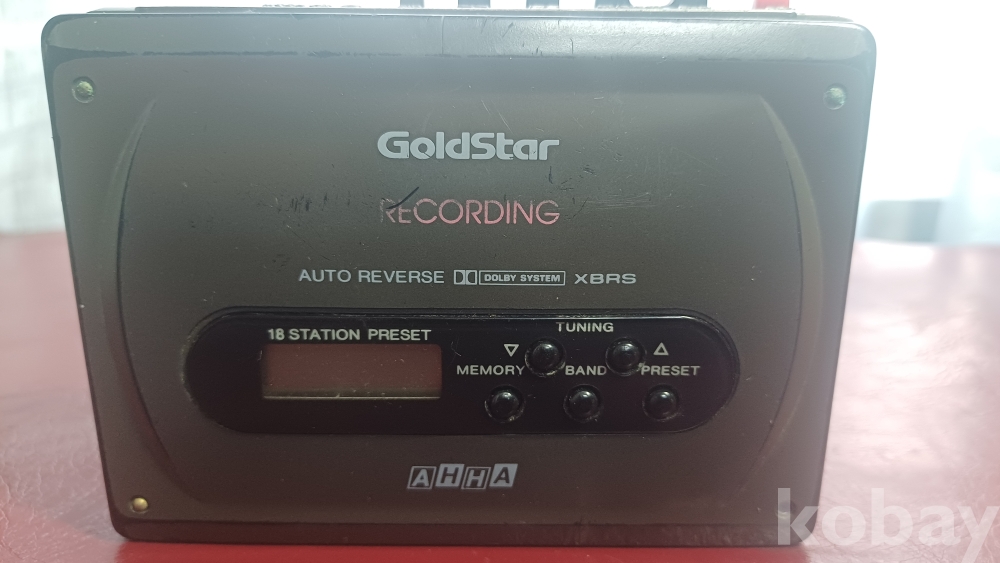 GoldStar
RECORDING
AUTO REVERSE DOLBY SYSTEM XBRS
18 STATION PRESET
TUNING
MEMORY BAND PRESET
AHHA
kobay